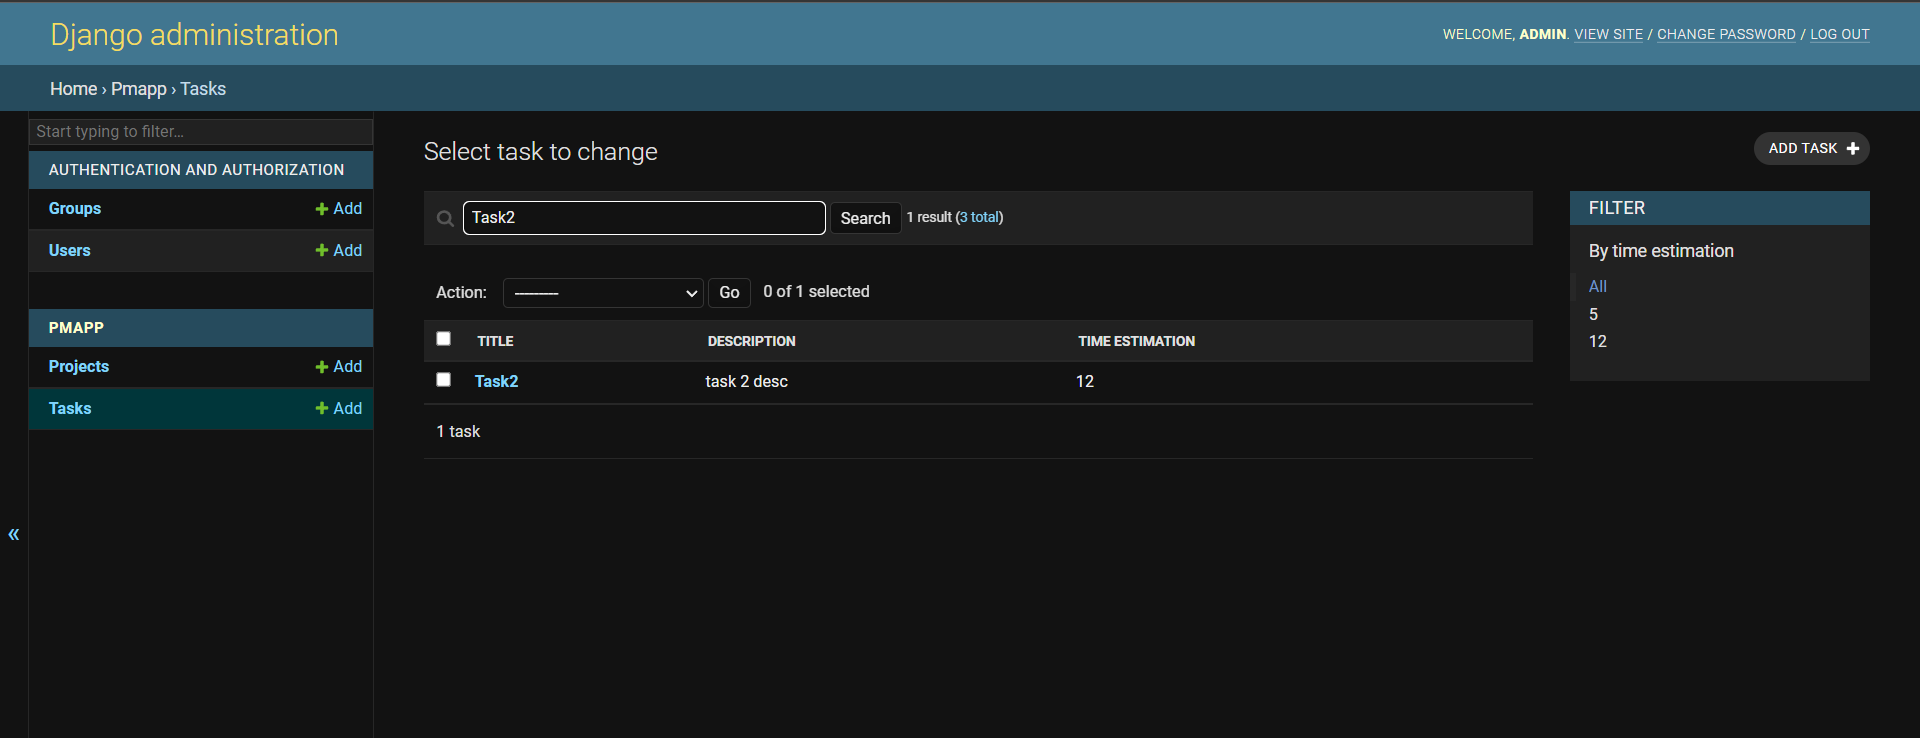 Django administration
WELCOME, ADMIN. VIEW SITE / CHANGE PASSWORD / LOG OUT
Home › Pmapp › Tasks
Start typing to filter...
AUTHENTICATION AND AUTHORIZATION
Groups + Add
Users + Add
PMAPP
Projects + Add
Tasks + Add
«
Select task to change
ADD TASK +
Task2 Search 1 result (3 total)
Action: --------- Go 0 of 1 selected
TITLE DESCRIPTION TIME ESTIMATION
Task2 task 2 desc 12
1 task
FILTER
By time estimation
All
5
12